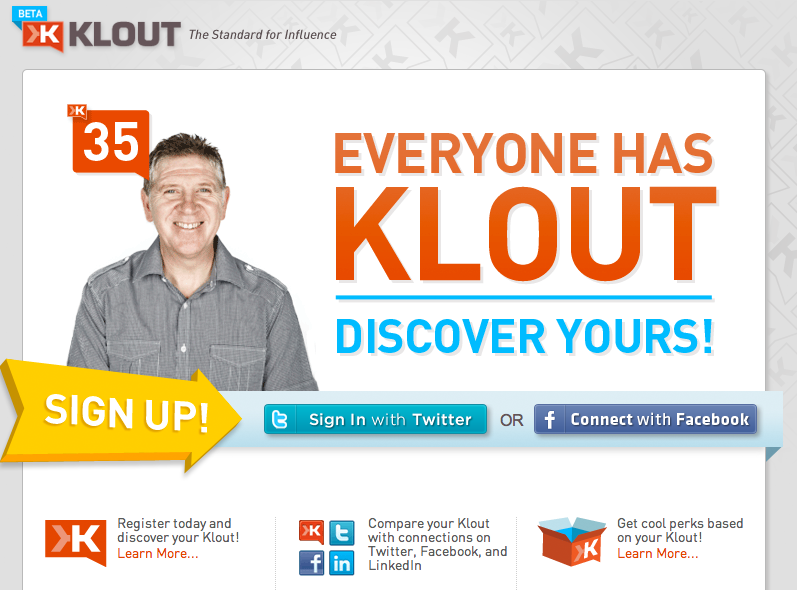 BETA
KLOUT The Standard for Influence
35
EVERYONE HAS
KLOUT
DISCOVER YOURS!
SIGN UP!
Sign In with Twitter OR Connect with Facebook
Register today and
discover your Klout!
Learn More...
Compare your Klout
with connections on
Twitter, Facebook, and
LinkedIn
Get cool perks based
on your Klout!
Learn More...